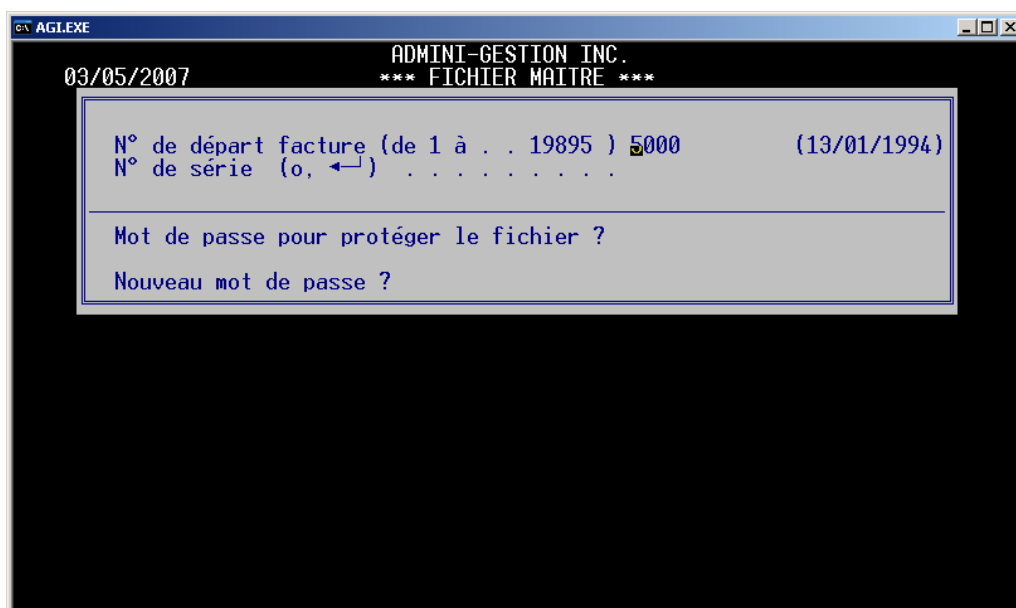 AGI.EXE
ADMINI-GESTION INC.
03/05/2007 *** FICHIER MAITRE ***
N° de départ facture (de 1 à . . 19895 ) 5000 (13/01/1994)
N° de série (o, ◄┘) . . . . . . . . .
Mot de passe pour protéger le fichier ?
Nouveau mot de passe ?